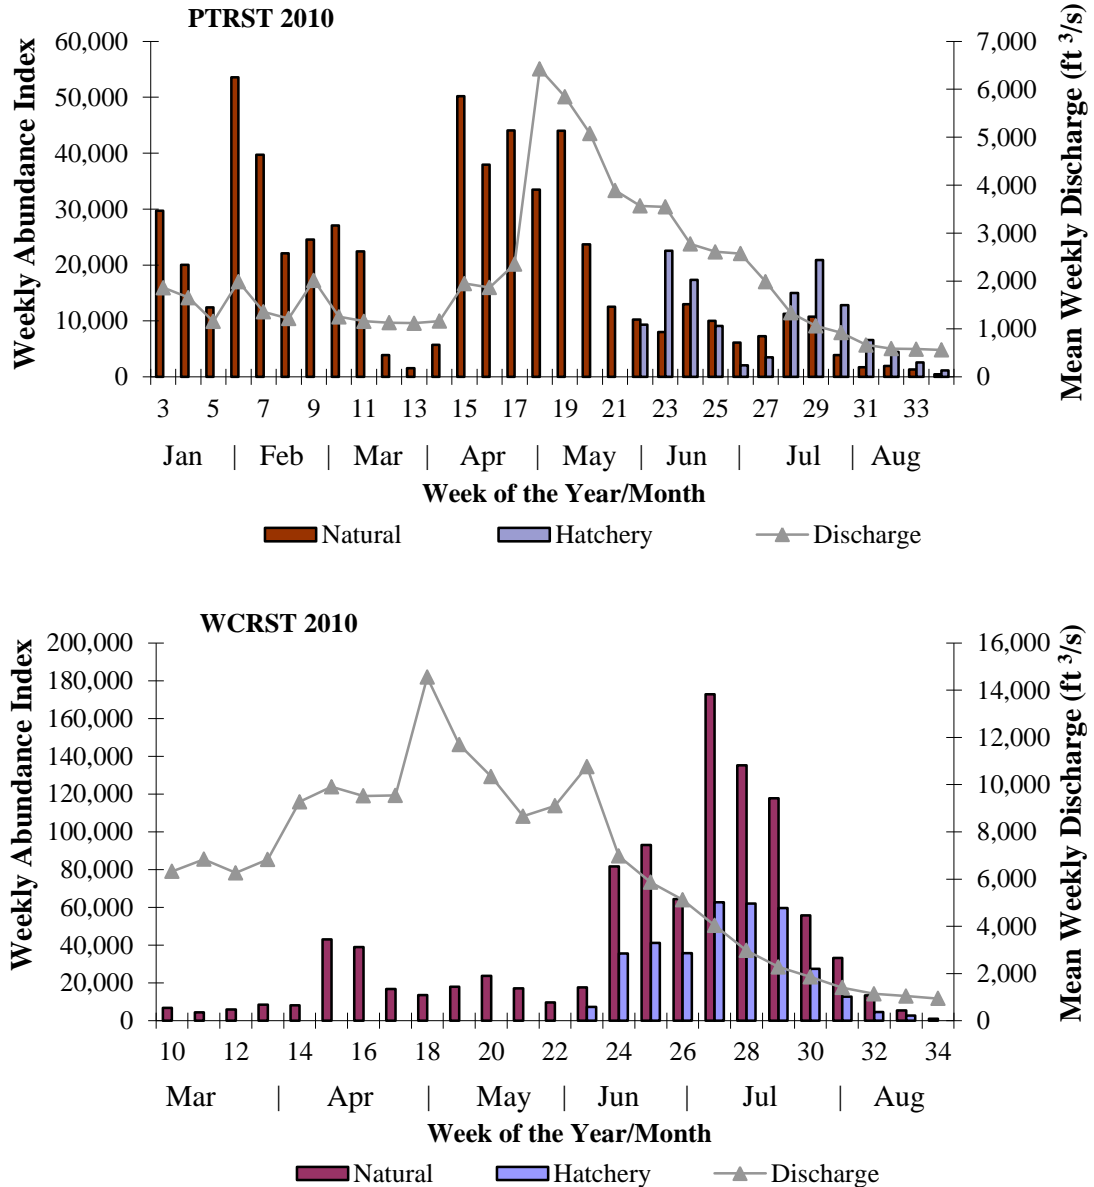 PTRST 2010
Weekly Abundance Index
60,000
50,000
40,000
30,000
20,000
10,000
0
7,000
6,000
5,000
4,000
3,000
2,000
1,000
0
Mean Weekly Discharge (ft ³/s)
3 5 7 9 11 13 15 17 19 21 23 25 27 29 31 33
Jan | Feb | Mar | Apr | May | Jun | Jul | Aug
Week of the Year/Month
Natural Hatchery Discharge
WCRST 2010
Weekly Abundance Index
200,000
180,000
160,000
140,000
120,000
100,000
80,000
60,000
40,000
20,000
0
16,000
14,000
12,000
10,000
8,000
6,000
4,000
2,000
0
Mean Weekly Discharge (ft ³/s)
10 12 14 16 18 20 22 24 26 28 30 32 34
Mar | Apr | May | Jun | Jul | Aug
Week of the Year/Month
Natural Hatchery Discharge